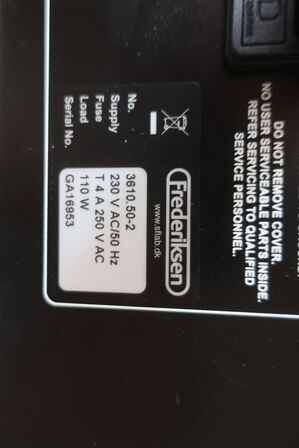 Frederiksen
www.sflab.dk
No. 3610.50-2
Supply 230 V AC/50 Hz
Fuse T 4 A 250 V AC
Load 110 W
Serial No. GA16953
DO NOT REMOVE COVER.
NO USER SERVICEABLE PARTS INSIDE.
REFER SERVICING TO QUALIFIED
SERVICE PERSONNEL.